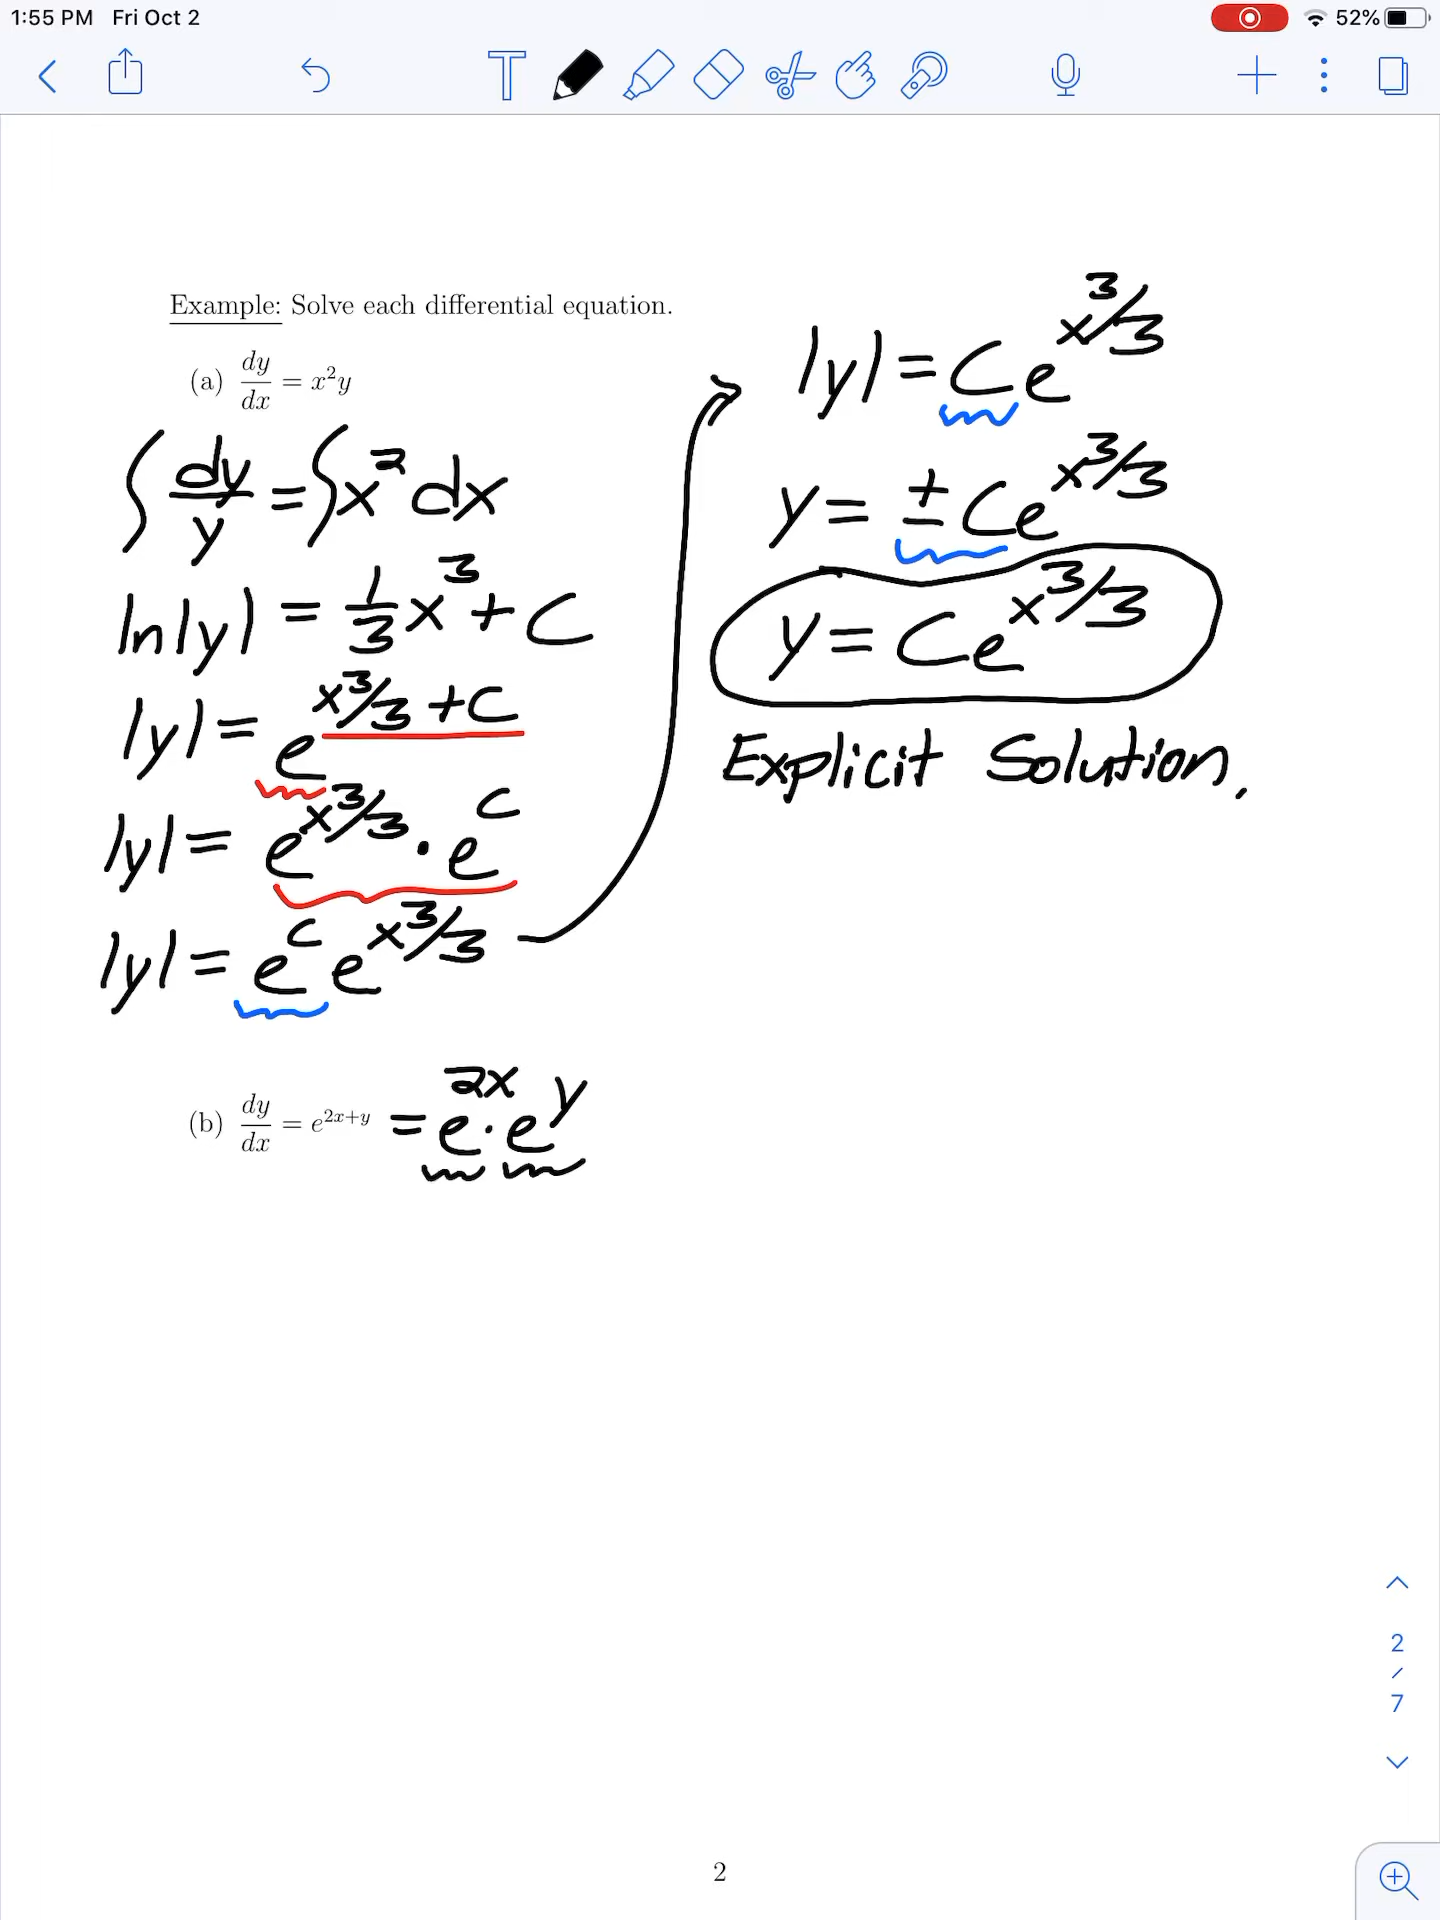 1:55 PM Fri Oct 2 52%
Example: Solve each differential equation.
(a) dy/dx = x²y
∫ dy/y = ∫ x² dx
ln|y| = 1/3 x³ + C
|y| = e^(x³/3 + C)
|y| = e^(x³/3) · e^C
|y| = e^C e^(x³/3)
|y| = Ce^(x³/3)
y = ± Ce^(x³/3)
y = Ce^(x³/3)
Explicit Solution.
(b) dy/dx = e^(2x+y) = e^(2x) · e^y
2
/
7
2